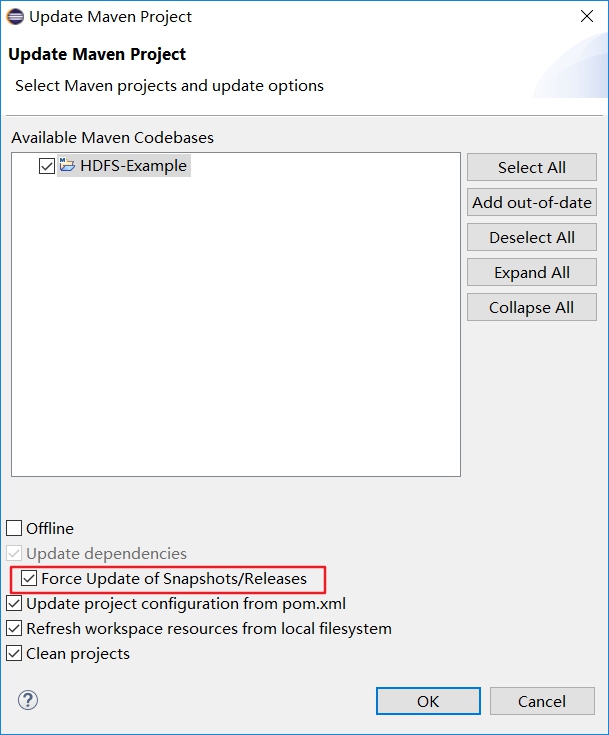 Update Maven Project
Update Maven Project
Select Maven projects and update options
Available Maven Codebases
HDFS-Example
Select All
Add out-of-date
Deselect All
Expand All
Collapse All
Offline
Update dependencies
Force Update of Snapshots/Releases
Update project configuration from pom.xml
Refresh workspace resources from local filesystem
Clean projects
?
OK
Cancel